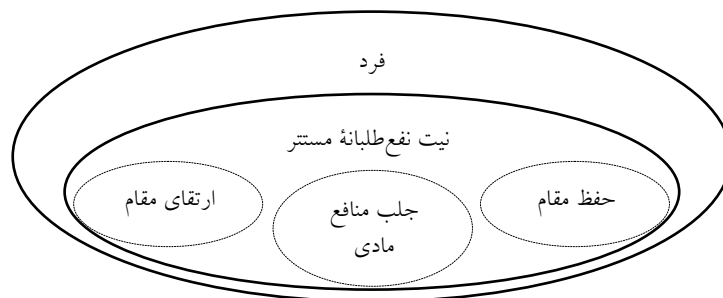 فرد
نیت نفع‌طلبانهٔ مستتر
حفظ مقام
جلب منافع
مادی
ارتقای مقام